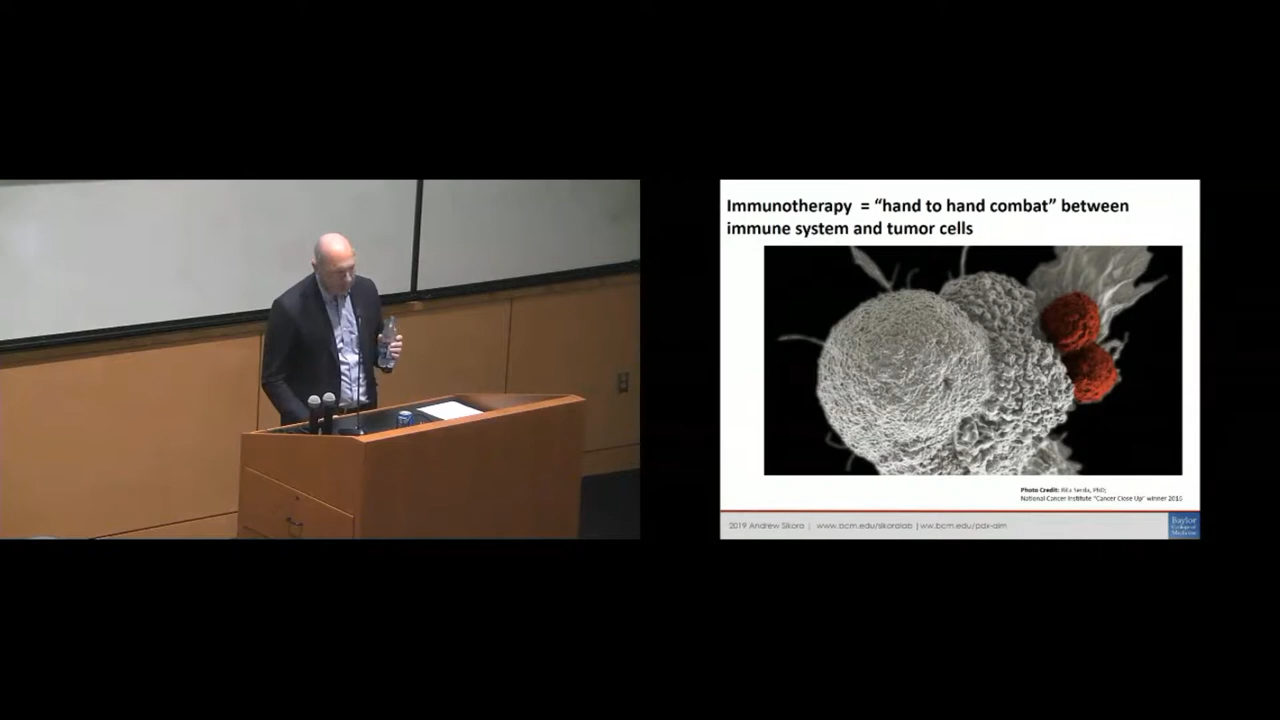 Immunotherapy = “hand to hand combat” between
immune system and tumor cells
Photo Credit: Rita Serda, PhD;
National Cancer Institute "Cancer Close Up" winner 2016
2019 Andrew Sikora | www.bcm.edu/sikoralab | ww.bcm.edu/pdx-aim
Baylor
College of
Medicine